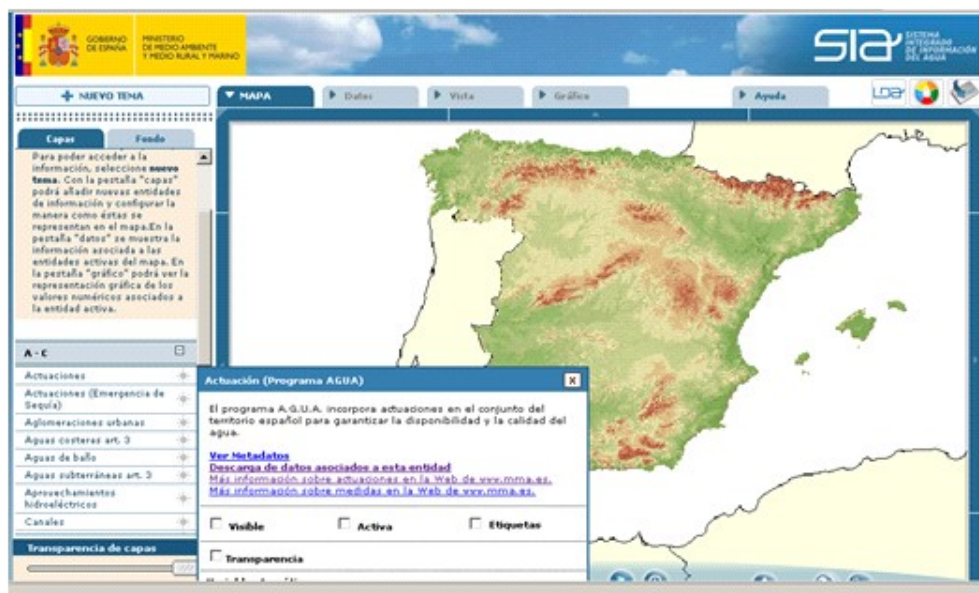 GOBIERNO
DE ESPAÑA
MINISTERIO
DE MEDIO AMBIENTE
Y MEDIO RURAL Y MARINO
SIA
SISTEMA
INTEGRADO
DE INFORMACIÓN
DEL AGUA
+ NUEVO TEMA
MAPA
Datos
Vista
Gráfico
Ayuda
LDA
Capas
Fondo
Para poder acceder a la
información, seleccione nuevo
tema. Con la pestaña "capas"
podrá añadir nuevas entidades
de información y configurar la
manera como éstas se
representan en el mapa.En la
pestaña "datos" se muestra la
información asociada a las
entidades activas del mapa. En
la pestaña "gráfico" podrá ver la
representación gráfica de los
valores numéricos asociados a
la entidad activa.
A - C
Actuaciones
Actuaciones (Emergencia de
Sequía)
Aglomeraciones urbanas
Aguas costeras art. 3
Aguas de baño
Aguas subterráneas art. 3
Aprovechamientos
hidroeléctricos
Canales
Transparencia de capas
Actuación (Programa AGUA)
x
El programa A.G.U.A. incorpora actuaciones en el conjunto del
territorio español para garantizar la disponibilidad y la calidad del
agua.
Ver Metadatos
Descarga de datos asociados a esta entidad
Más información sobre actuaciones en la Web de www.mma.es.
Más información sobre medidas en la Web de www.mma.es.
Visible
Activa
Etiquetas
Transparencia